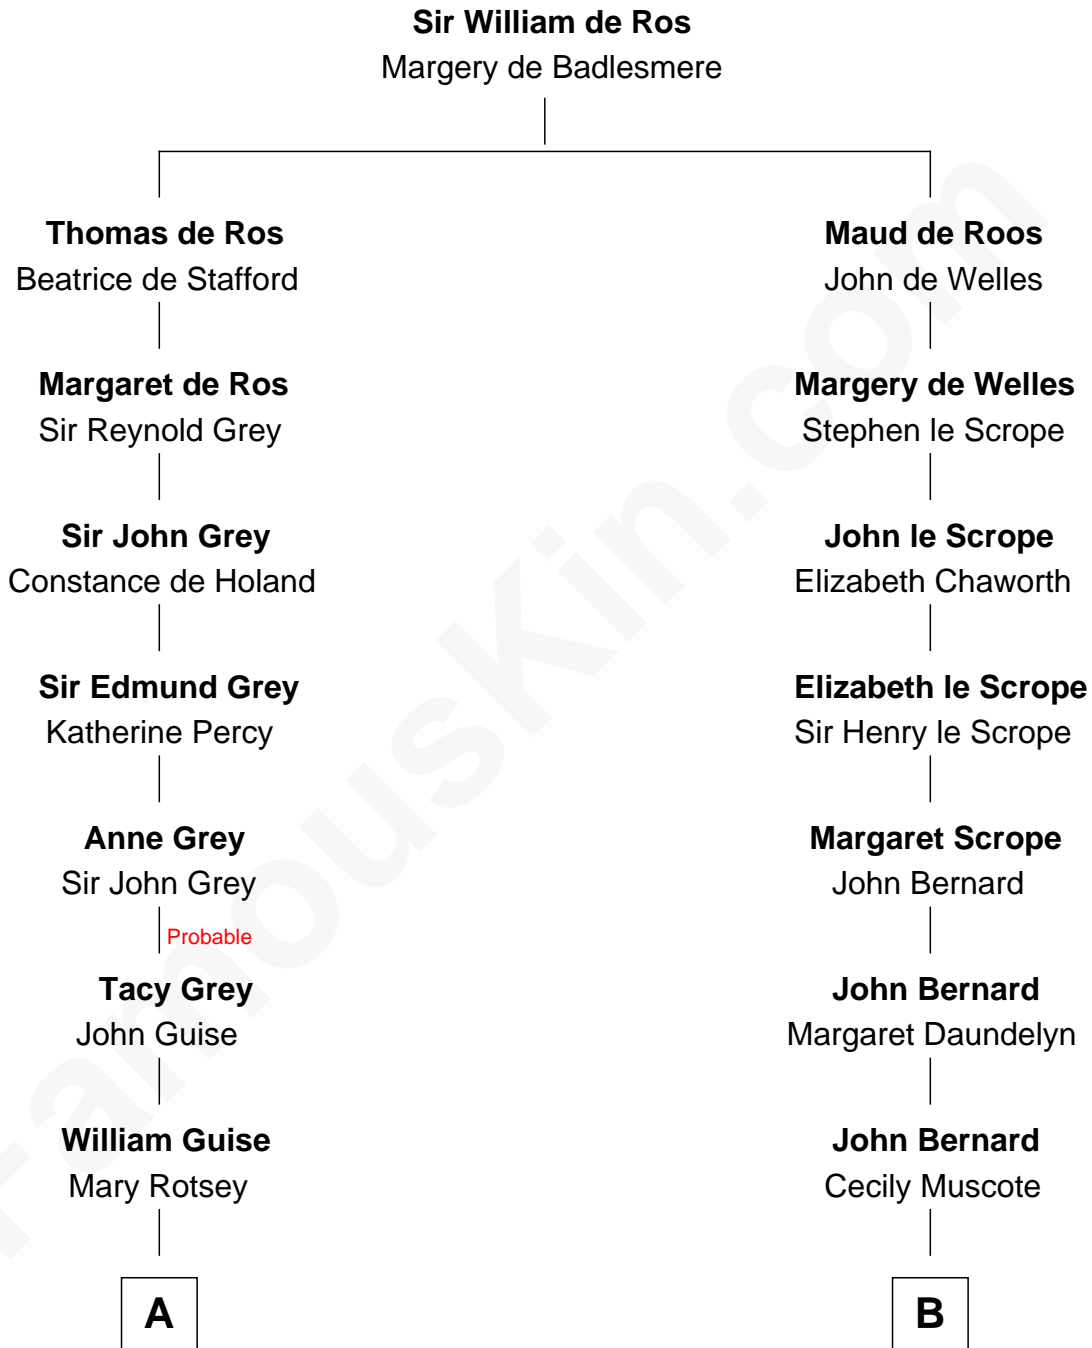 Sir William de Ros
Margery de Badlesmere
Thomas de Ros
Beatrice de Stafford
Margaret de Ros
Sir Reynold Grey
Sir John Grey
Constance de Holand
Sir Edmund Grey
Katherine Percy
Anne Grey
Sir John Grey
Probable
Tacy Grey
John Guise
William Guise
Mary Rotsey
A
Maud de Roos
John de Welles
Margery de Welles
Stephen le Scrope
John le Scrope
Elizabeth Chaworth
Elizabeth le Scrope
Sir Henry le Scrope
Margaret Scrope
John Bernard
John Bernard
Margaret Daundelyn
John Bernard
Cecily Muscote
B
FamousKin.com